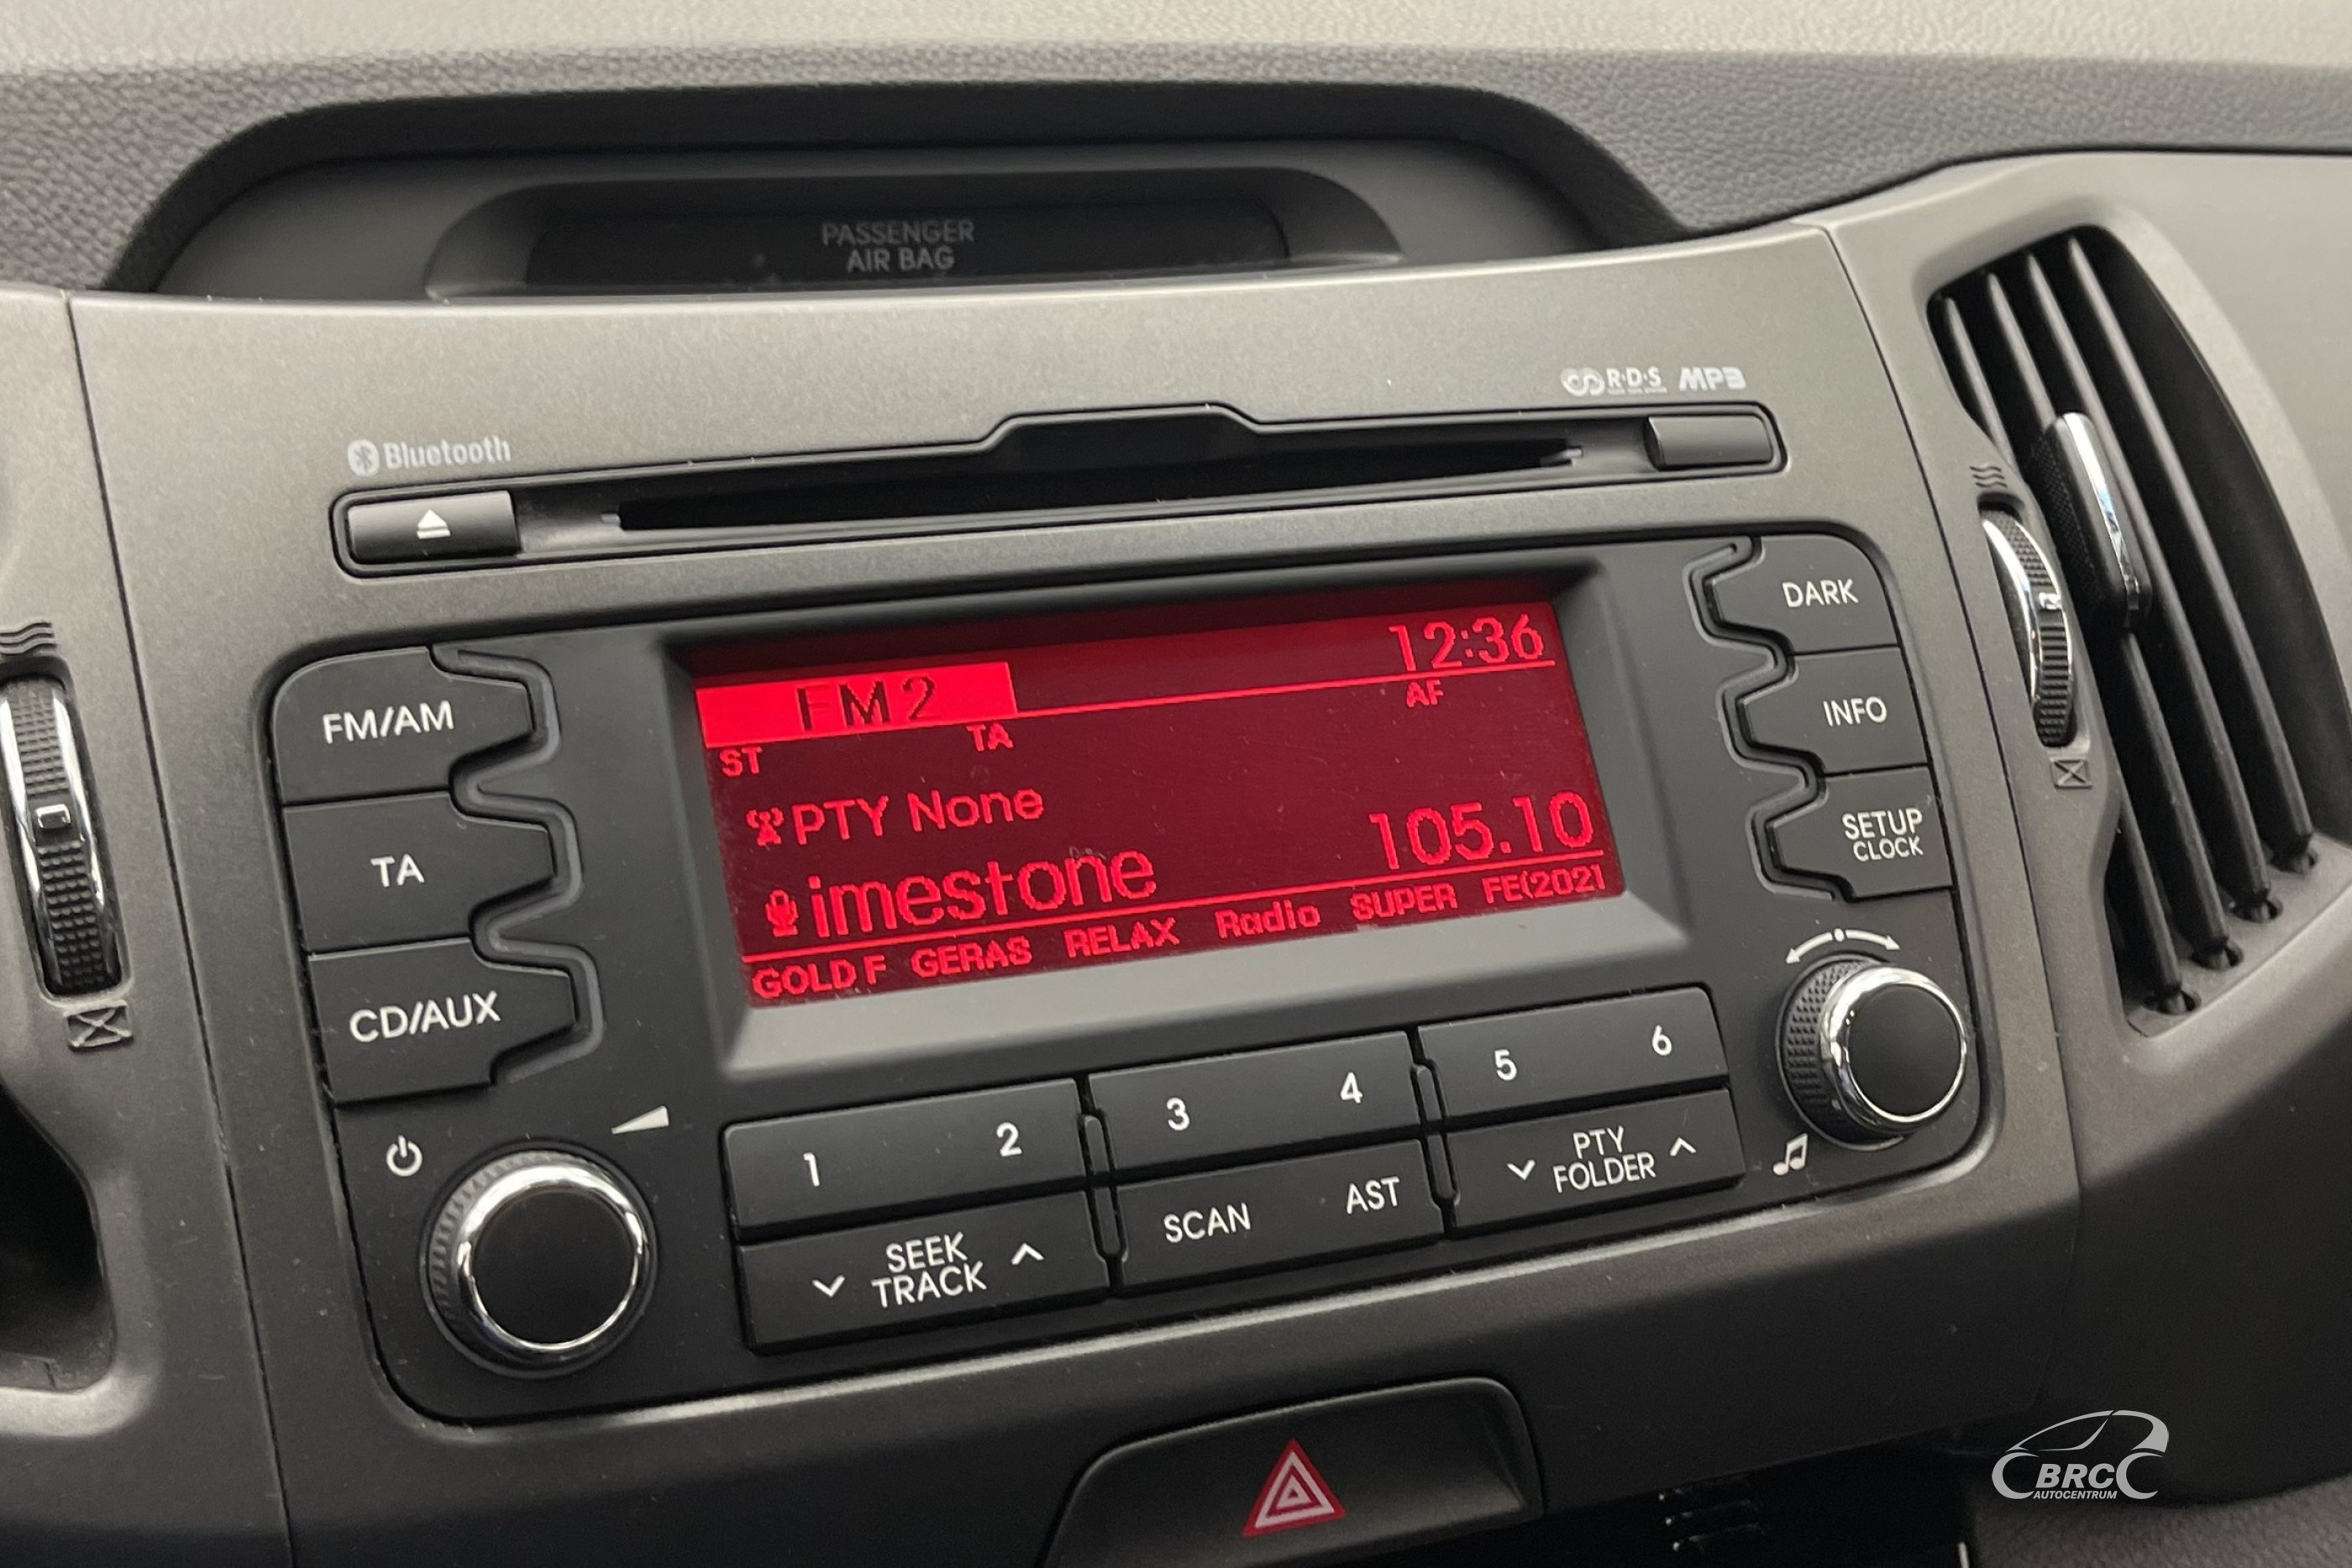 PASSENGER
AIR BAG
R·D·S MP3
Bluetooth
12:36
FM2
AF
ST TA
PTY None
105.10
imestone
GOLD F GERAS RELAX Radio SUPER FE(2021
DARK
INFO
SETUP
CLOCK
FM/AM
TA
CD/AUX
1 2 3 4 5 6
SEEK
TRACK
SCAN AST
PTY
FOLDER
BRC
AUTOCENTRUM